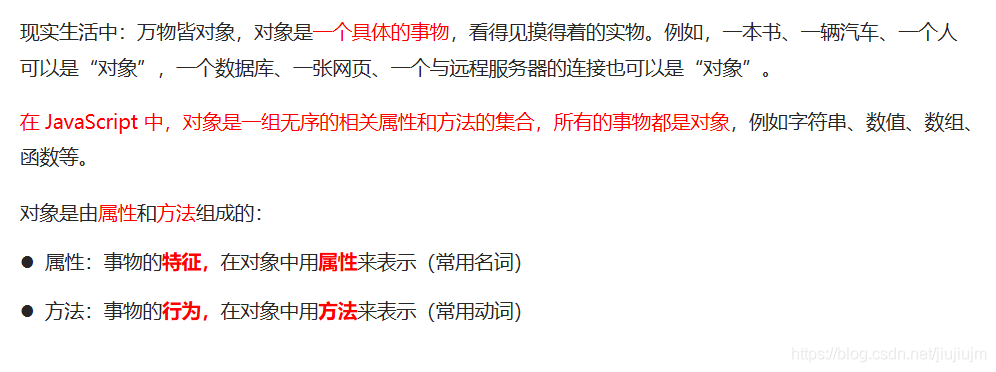 现实生活中：万物皆对象，对象是一个具体的事物，看得见摸得着的实物。例如，一本书、一辆汽车、一个人
可以是“对象”，一个数据库、一张网页、一个与远程服务器的连接也可以是“对象”。
在 JavaScript 中，对象是一组无序的相关属性和方法的集合，所有的事物都是对象，例如字符串、数值、数组、
函数等。
对象是由属性和方法组成的：
● 属性：事物的特征，在对象中用属性来表示（常用名词）
● 方法：事物的行为，在对象中用方法来表示（常用动词）
https://blog.csdn.net/jiujiujm